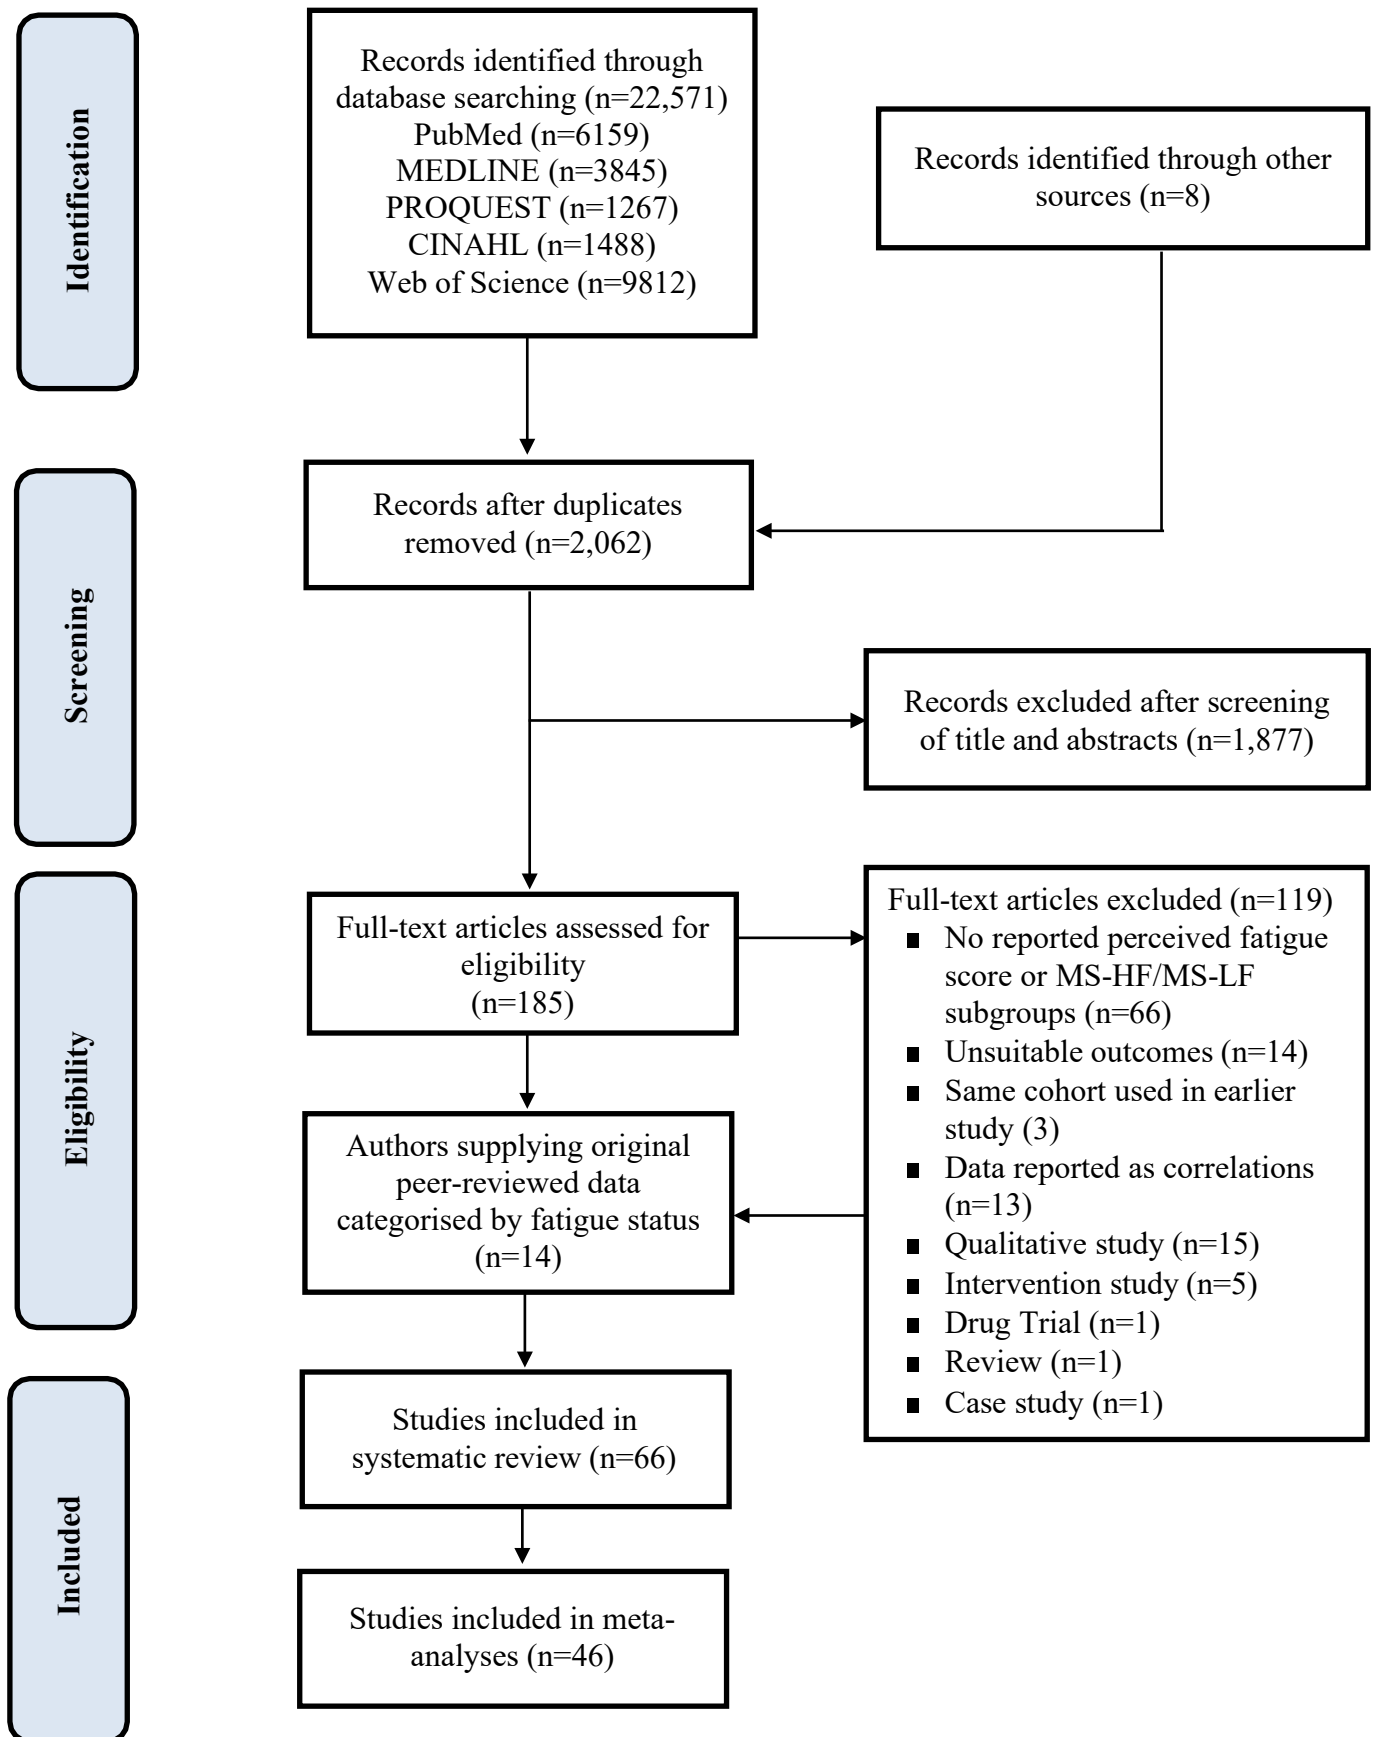 Identification
Records identified through
database searching (n=22,571)
PubMed (n=6159)
MEDLINE (n=3845)
PROQUEST (n=1267)
CINAHL (n=1488)
Web of Science (n=9812)
Records identified through other
sources (n=8)
Screening
Records after duplicates
removed (n=2,062)
Records excluded after screening
of title and abstracts (n=1,877)
Eligibility
Full-text articles assessed for
eligibility
(n=185)
Full-text articles excluded (n=119)
▪ No reported perceived fatigue
score or MS-HF/MS-LF
subgroups (n=66)
▪ Unsuitable outcomes (n=14)
▪ Same cohort used in earlier
study (3)
▪ Data reported as correlations
(n=13)
▪ Qualitative study (n=15)
▪ Intervention study (n=5)
▪ Drug Trial (n=1)
▪ Review (n=1)
▪ Case study (n=1)
Authors supplying original
peer-reviewed data
categorised by fatigue status
(n=14)
Included
Studies included in
systematic review (n=66)
Studies included in meta-
analyses (n=46)